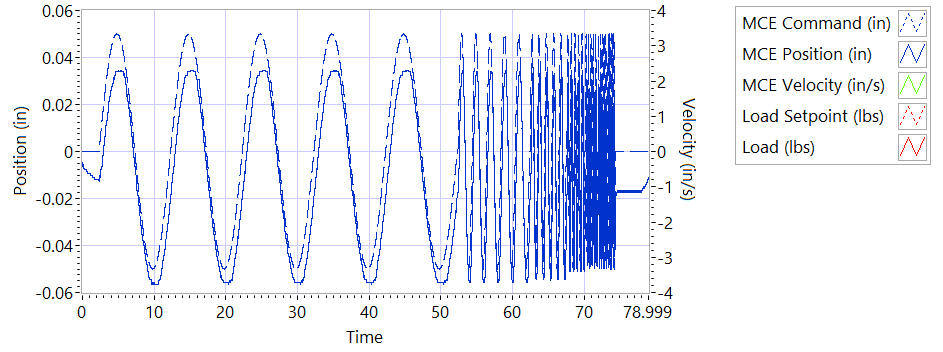 0.06
0.04
0.02
0
-0.02
-0.04
-0.06
Position (in)
4
3
2
1
0
-1
-2
-3
-4
Velocity (in/s)
0 10 20 30 40 50 60 70 78.999
Time
MCE Command (in)
MCE Position (in)
MCE Velocity (in/s)
Load Setpoint (lbs)
Load (lbs)